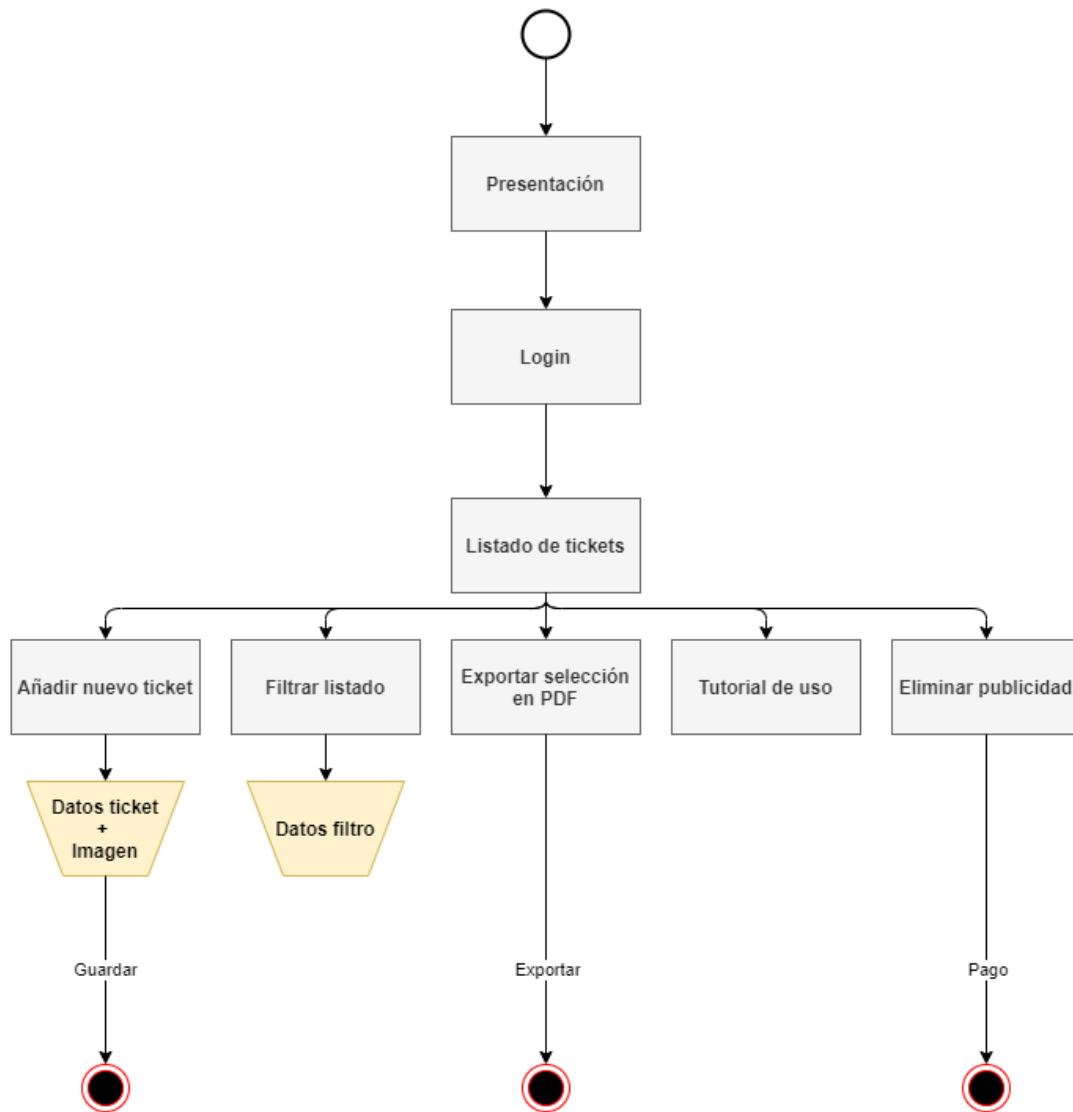 Presentación
Login
Listado de tickets
Añadir nuevo ticket
Filtrar listado
Exportar selección
en PDF
Tutorial de uso
Eliminar publicidad
Datos ticket
+
Imagen
Datos filtro
Guardar
Exportar
Pago